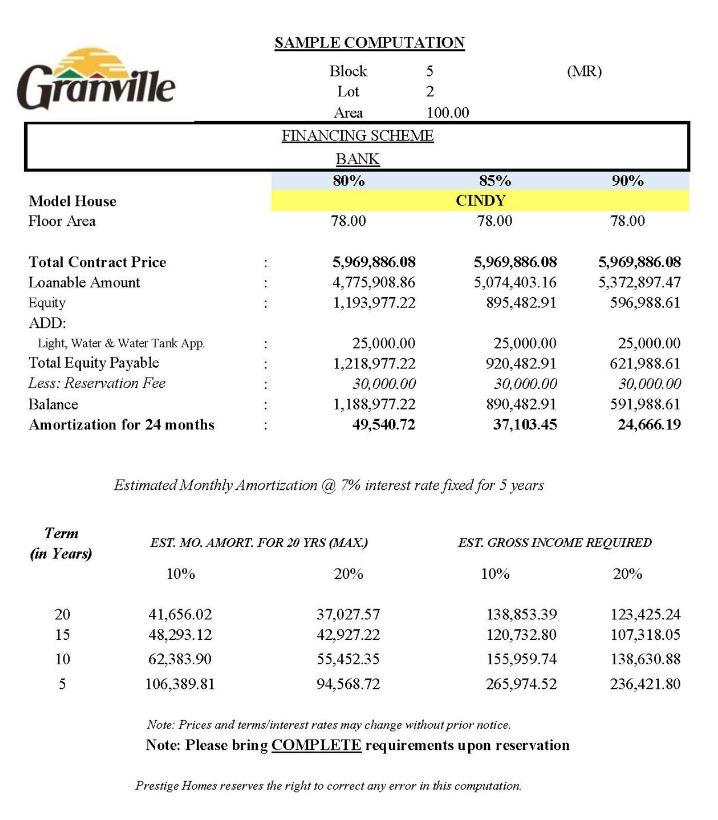 SAMPLE COMPUTATION
Granville
Block 5 (MR)
Lot 2
Area 100.00
FINANCING SCHEME
BANK
80% 85% 90%
Model House CINDY
Floor Area 78.00 78.00 78.00
Total Contract Price : 5,969,886.08 5,969,886.08 5,969,886.08
Loanable Amount : 4,775,908.86 5,074,403.16 5,372,897.47
Equity : 1,193,977.22 895,482.91 596,988.61
ADD:
Light, Water & Water Tank App. : 25,000.00 25,000.00 25,000.00
Total Equity Payable : 1,218,977.22 920,482.91 621,988.61
Less: Reservation Fee : 30,000.00 30,000.00 30,000.00
Balance : 1,188,977.22 890,482.91 591,988.61
Amortization for 24 months : 49,540.72 37,103.45 24,666.19
Estimated Monthly Amortization @ 7% interest rate fixed for 5 years
Term
(in Years) EST. MO. AMORT. FOR 20 YRS (MAX.) EST. GROSS INCOME REQUIRED
10% 20% 10% 20%
20 41,656.02 37,027.57 138,853.39 123,425.24
15 48,293.12 42,927.22 120,732.80 107,318.05
10 62,383.90 55,452.35 155,959.74 138,630.88
5 106,389.81 94,568.72 265,974.52 236,421.80
Note: Prices and terms/interest rates may change without prior notice.
Note: Please bring COMPLETE requirements upon reservation
Prestige Homes reserves the right to correct any error in this computation.